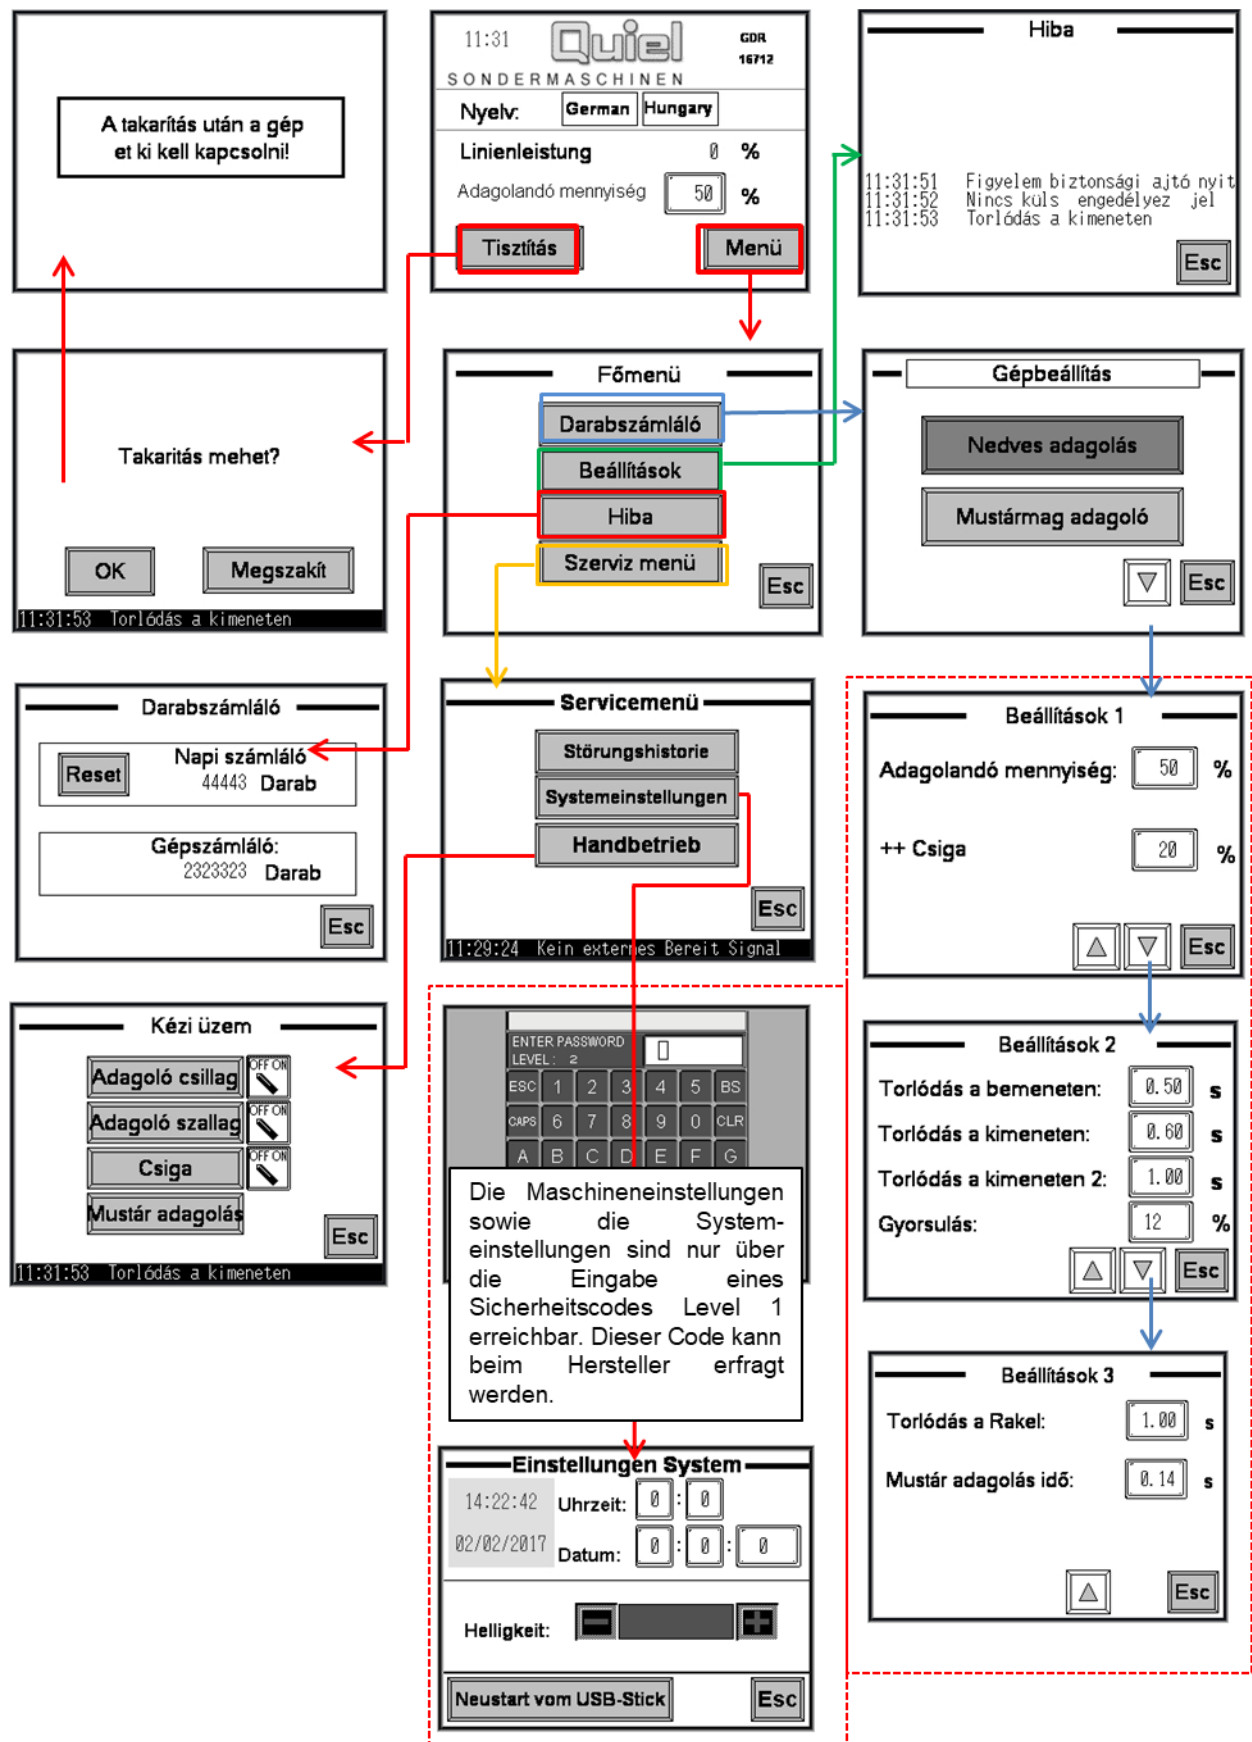 A takarítás után a gép
et ki kell kapcsolni!
11:31
Quiel
GDR
16712
SONDERMASCHINEN
Nyelv:
German
Hungary
Linienleistung 0 %
Adagolandó mennyiség 50 %
Tisztítás
Menü
Hiba
11:31:51 Figyelem biztonsági ajtó nyit
11:31:52 Nincs küls engedélyez jel
11:31:53 Torlódás a kimeneten
Esc
Takaritás mehet?
OK
Megszakít
11:31:53 Torlódás a kimeneten
Főmenü
Darabszámláló
Beállítások
Hiba
Szerviz menü
Esc
Gépbeállítás
Nedves adagolás
Mustármag adagoló
Esc
Darabszámláló
Reset
Napi számláló
44443 Darab
Gépszámláló:
2323323 Darab
Esc
Servicemenü
Störungshistorie
Systemeinstellungen
Handbetrieb
Esc
11:29:24 Kein externes Bereit Signal
Beállítások 1
Adagolandó mennyiség: 50 %
++ Csiga 20 %
Esc
Kézi üzem
Adagoló csillag OFF ON
Adagoló szallag OFF ON
Csiga OFF ON
Mustár adagolás
Esc
11:31:53 Torlódás a kimeneten
ENTER PASSWORD
LEVEL: 2
ESC 1 2 3 4 5 BS
CAPS 6 7 8 9 0 CLR
A B C D E F G
Die Maschineneinstellungen
sowie die System-
einstellungen sind nur über
die Eingabe eines
Sicherheitscodes Level 1
erreichbar. Dieser Code kann
beim Hersteller erfragt
werden.
Beállítások 2
Torlódás a bemeneten: 0.50 s
Torlódás a kimeneten: 0.60 s
Torlódás a kimeneten 2: 1.00 s
Gyorsulás: 12 %
Esc
Beállítások 3
Torlódás a Rakel: 1.00 s
Mustár adagolás idő: 0.14 s
Esc
Einstellungen System
14:22:42 Uhrzeit: 0 : 0
02/02/2017 Datum: 0 : 0 : 0
Helligkeit:
Neustart vom USB-Stick
Esc